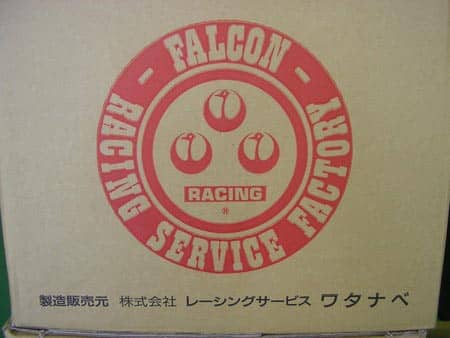 - FALCON -
RACING SERVICE FACTORY
RACING
®
製造販売元 株式会社 レーシングサービス ワタナベ